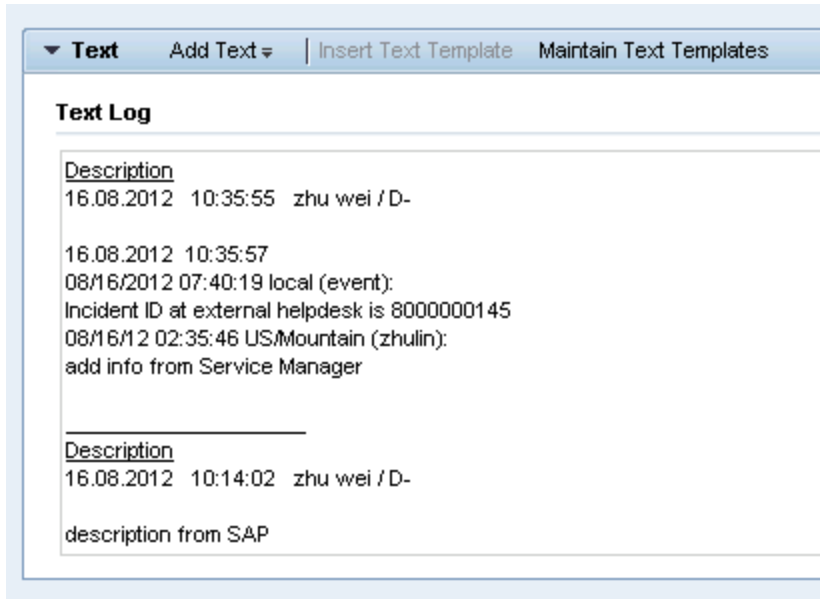 Text Add Text Insert Text Template Maintain Text Templates
Text Log
Description
16.08.2012 10:35:55 zhu wei / D-
16.08.2012 10:35:57
08/16/2012 07:40:19 local (event):
Incident ID at external helpdesk is 8000000145
08/16/12 02:35:46 US/Mountain (zhulin):
add info from Service Manager
Description
16.08.2012 10:14:02 zhu wei / D-
description from SAP